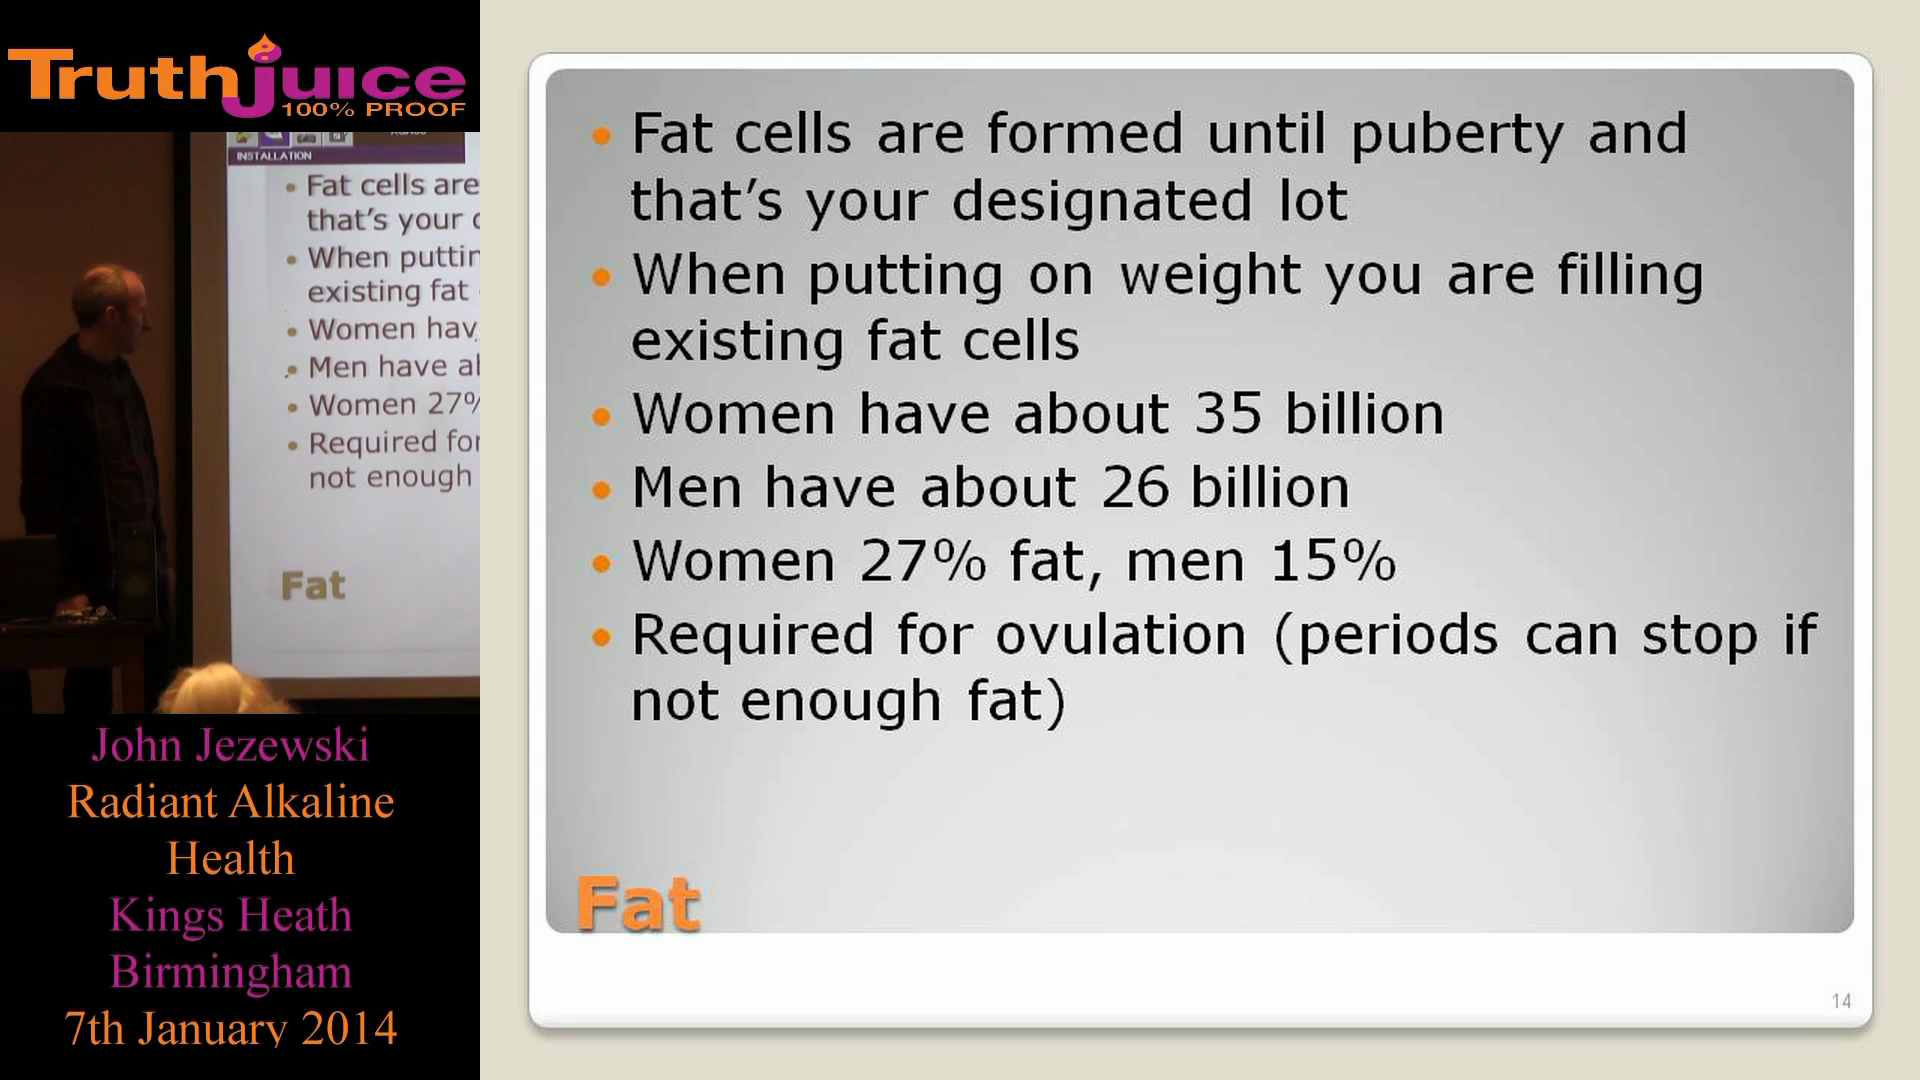 Truthjuice
100% PROOF
INSTALLATION
Fat cells are
that's your
When puttin
existing fat
Women hav
Men have
Women 27%
Required for
not enough
Fat
John Jezewski
Radiant Alkaline
Health
Kings Heath
Birmingham
7th January 2014
• Fat cells are formed until puberty and
that's your designated lot
• When putting on weight you are filling
existing fat cells
• Women have about 35 billion
• Men have about 26 billion
• Women 27% fat, men 15%
• Required for ovulation (periods can stop if
not enough fat)
Fat
14